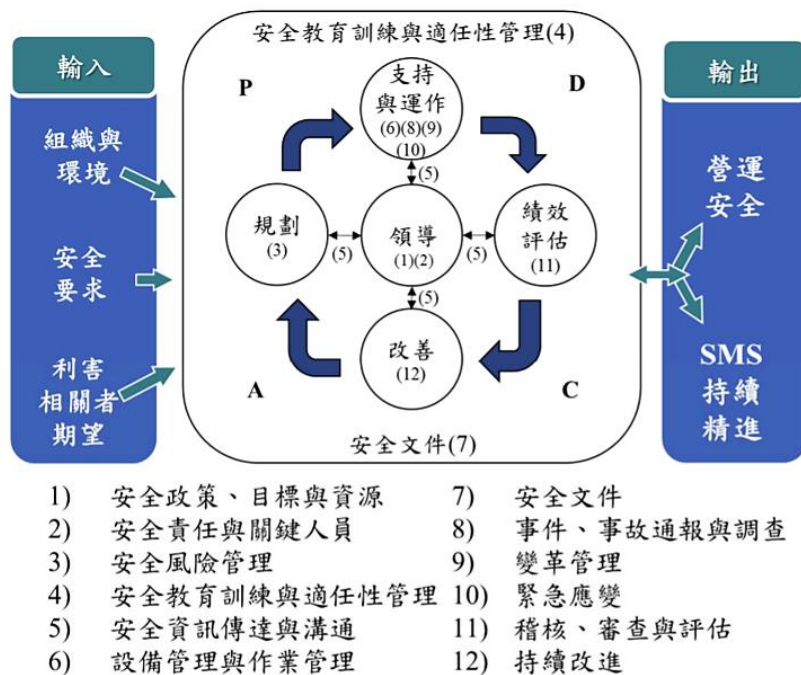 安全教育訓練與適任性管理(4)
輸入
組織與
環境
安全
要求
利害
相關者
期望
P
D
支持
與運作
(6)(8)(9)
(10)
(5)
規劃
(3)
(5)
領導
(1)(2)
(5)
績效
評估
(11)
(5)
改善
(12)
A
C
安全文件(7)
輸出
營運
安全
SMS
持續
精進
1) 安全政策、目標與資源
2) 安全責任與關鍵人員
3) 安全風險管理
4) 安全教育訓練與適任性管理
5) 安全資訊傳達與溝通
6) 設備管理與作業管理
7) 安全文件
8) 事件、事故通報與調查
9) 變革管理
10) 緊急應變
11) 稽核、審查與評估
12) 持續改進